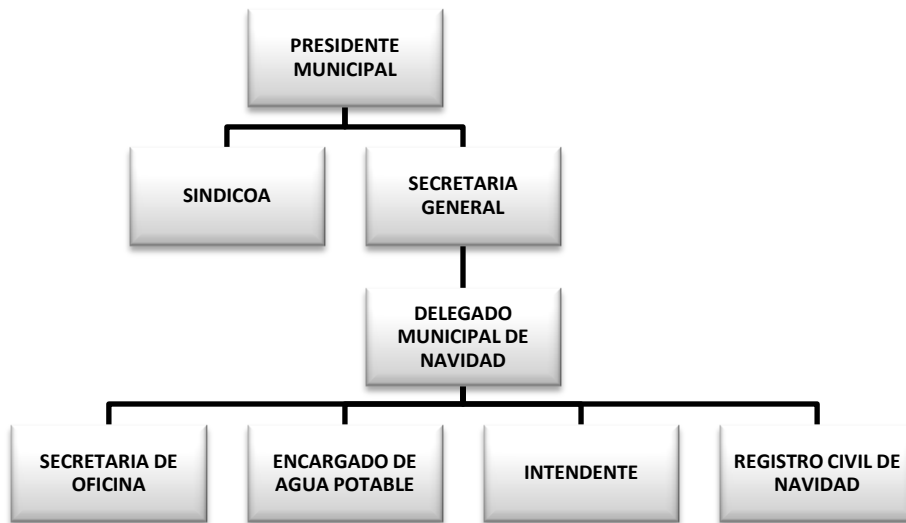 PRESIDENTE
MUNICIPAL
SINDICOA
SECRETARIA
GENERAL
DELEGADO
MUNICIPAL DE
NAVIDAD
SECRETARIA DE
OFICINA
ENCARGADO DE
AGUA POTABLE
INTENDENTE
REGISTRO CIVIL DE
NAVIDAD